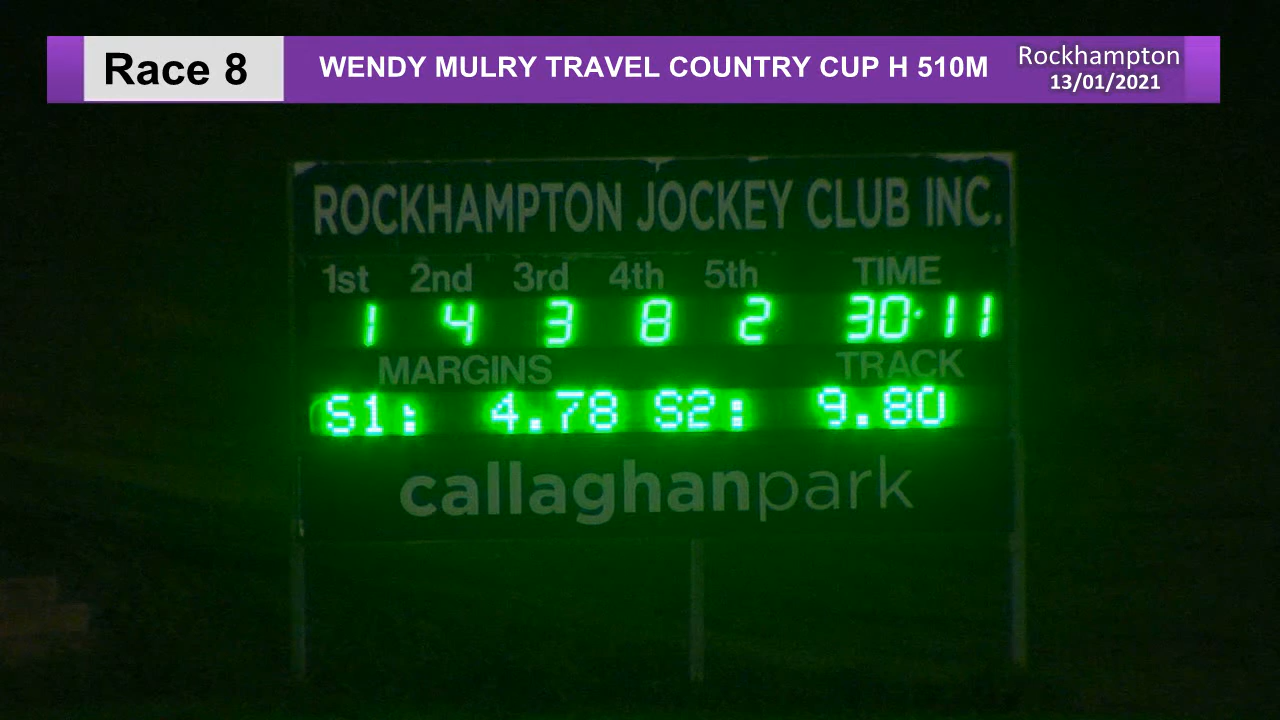 Race 8 WENDY MULRY TRAVEL COUNTRY CUP H 510M Rockhampton
13/01/2021
ROCKHAMPTON JOCKEY CLUB INC.
1st 2nd 3rd 4th 5th TIME
1 4 3 8 2 30.11
MARGINS TRACK
S1: 4.78 S2: 9.80
callaghanpark